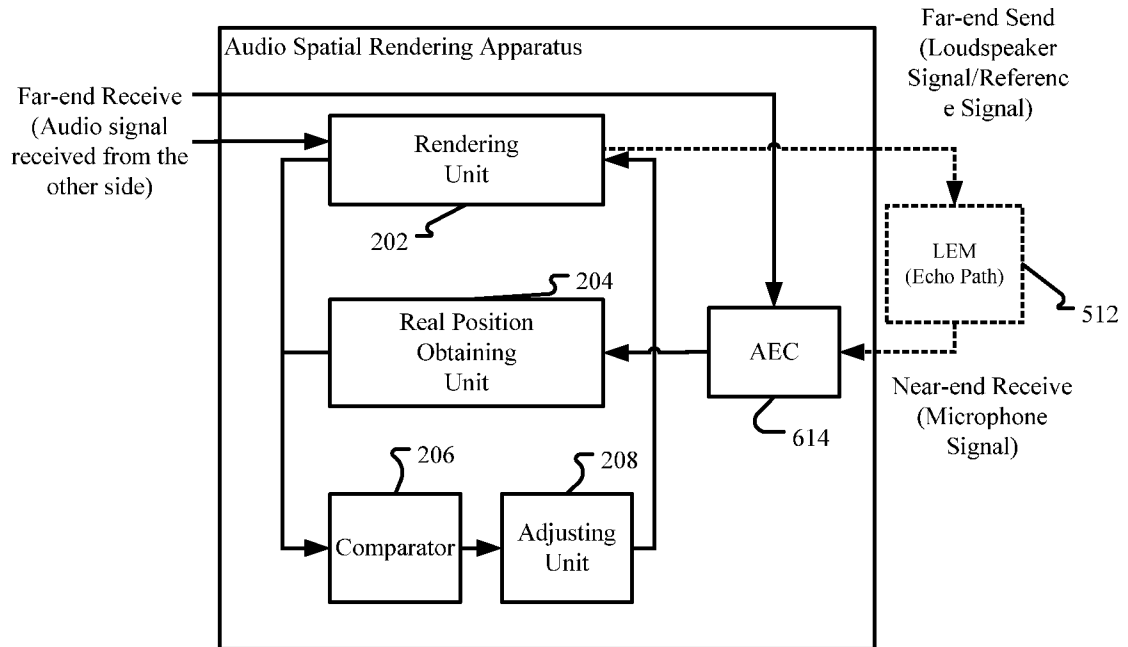 Audio Spatial Rendering Apparatus
Far-end Send
(Loudspeaker
Signal/Referenc
e Signal)
Far-end Receive
(Audio signal
received from the
other side)
Rendering
Unit
202
204
Real Position
Obtaining
Unit
AEC
614
LEM
(Echo Path)
512
Near-end Receive
(Microphone
Signal)
206
Comparator
208
Adjusting
Unit